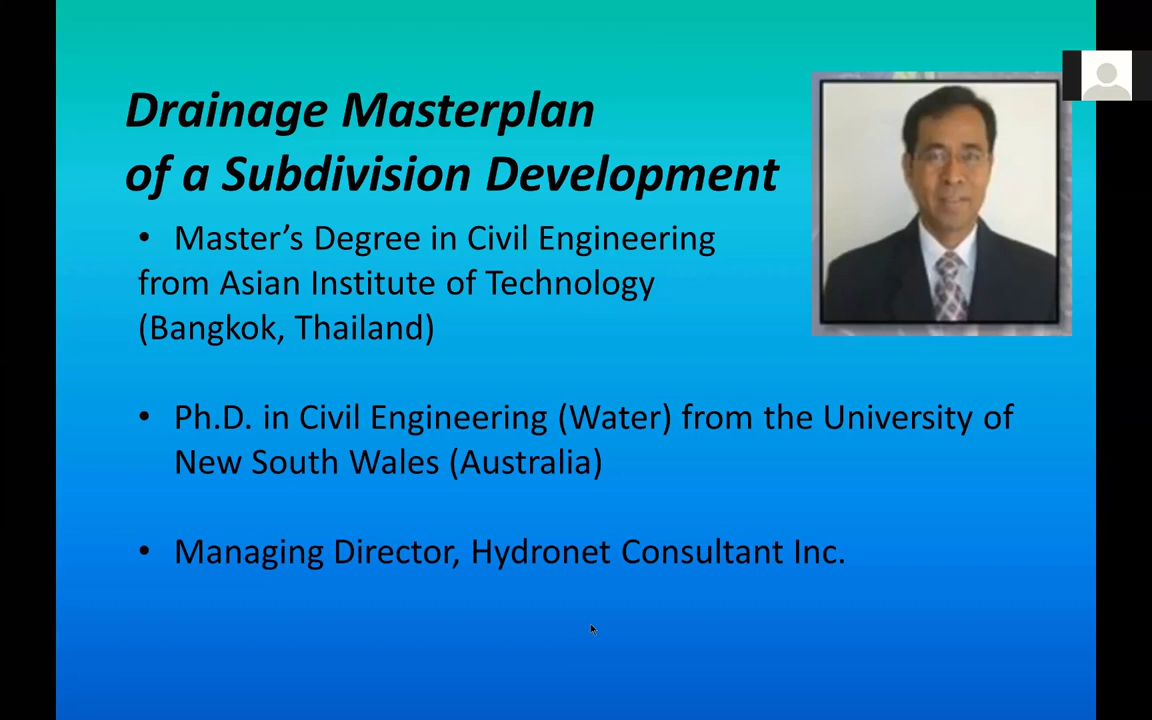 Drainage Masterplan
of a Subdivision Development
• Master’s Degree in Civil Engineering
from Asian Institute of Technology
(Bangkok, Thailand)
• Ph.D. in Civil Engineering (Water) from the University of
New South Wales (Australia)
• Managing Director, Hydronet Consultant Inc.